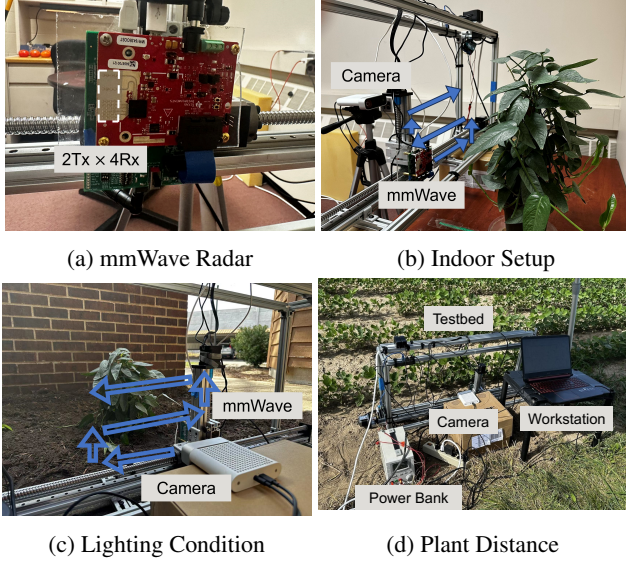 2Tx × 4Rx
(a) mmWave Radar
Camera
mmWave
(b) Indoor Setup
mmWave
Camera
(c) Lighting Condition
Testbed
Camera
Workstation
Power Bank
(d) Plant Distance